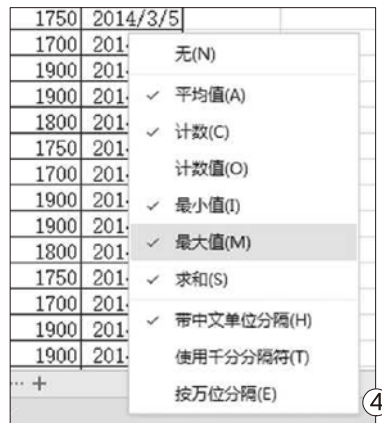 1750 2014/3/5
1700 201
1900 201
1900 201
1800 201
1750 201
1700 201
1900 201
1900 201
1800 201
1750 201
1700 201
1900 201
1900 201
无(N)
✓ 平均值(A)
✓ 计数(C)
计数值(O)
✓ 最小值(I)
✓ 最大值(M)
✓ 求和(S)
✓ 带中文单位分隔(H)
使用千分分隔符(T)
按万位分隔(E)
··· +
④